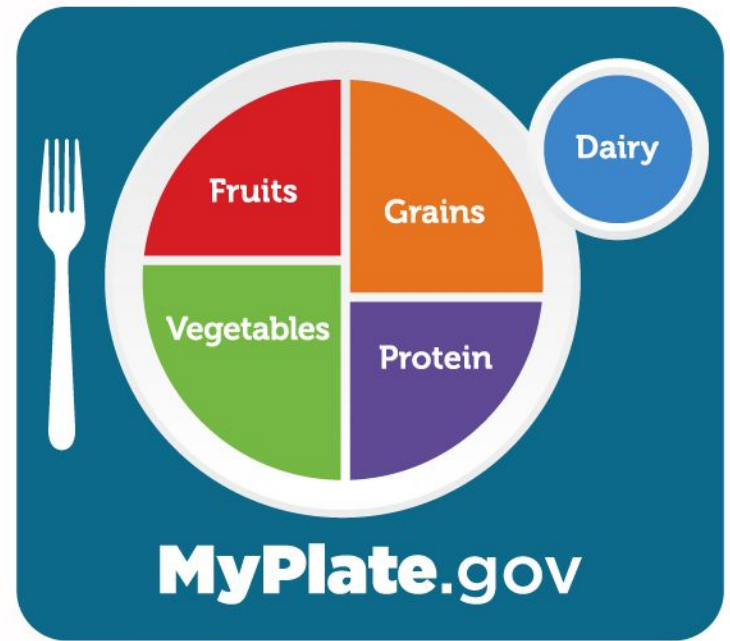 Fruits
Grains
Dairy
Vegetables
Protein
MyPlate.gov